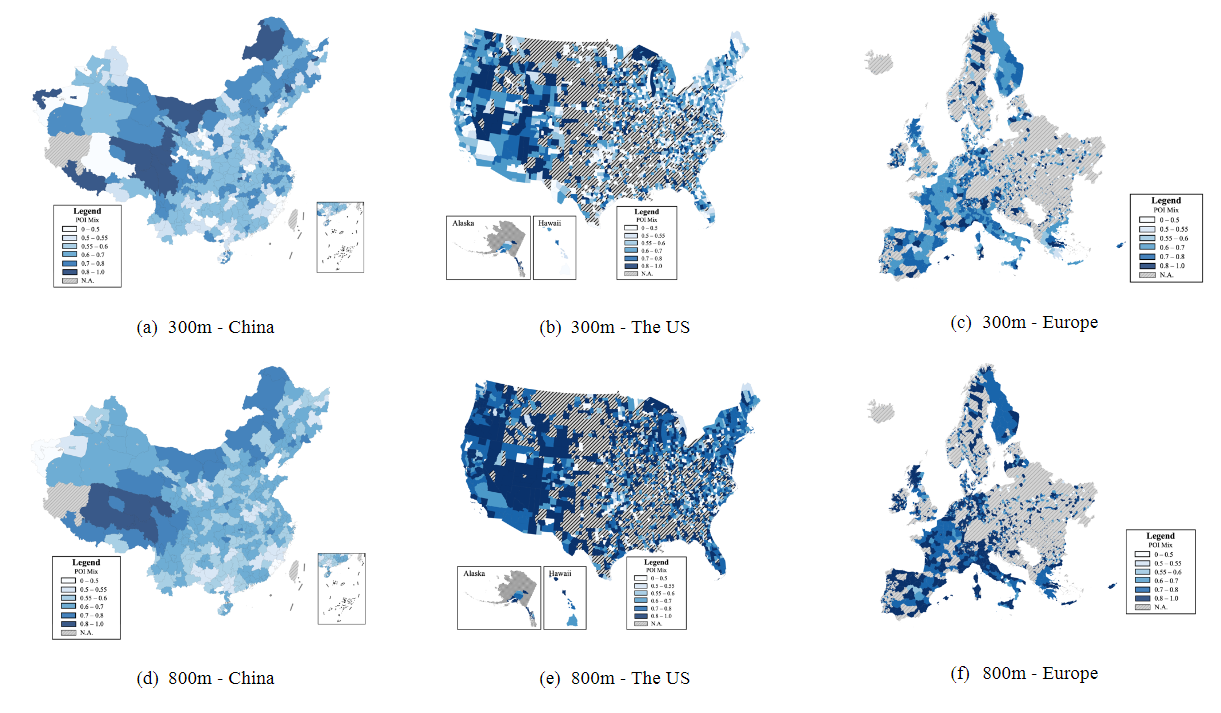 Legend
POI Mix
0 – 0.5
0.5 – 0.55
0.55 – 0.6
0.6 – 0.7
0.7 – 0.8
0.8 – 1.0
N.A.
(a) 300m - China
Alaska
Hawaii
Legend
POI Mix
0 – 0.5
0.5 – 0.55
0.55 – 0.6
0.6 – 0.7
0.7 – 0.8
0.8 – 1.0
N.A.
(b) 300m - The US
Legend
POI Mix
0 – 0.5
0.5 – 0.55
0.55 – 0.6
0.6 – 0.7
0.7 – 0.8
0.8 – 1.0
N.A.
(c) 300m - Europe
Legend
POI Mix
0 – 0.5
0.5 – 0.55
0.55 – 0.6
0.6 – 0.7
0.7 – 0.8
0.8 – 1.0
N.A.
(d) 800m - China
Alaska
Hawaii
Legend
POI Mix
0 – 0.5
0.5 – 0.55
0.55 – 0.6
0.6 – 0.7
0.7 – 0.8
0.8 – 1.0
N.A.
(e) 800m - The US
Legend
POI Mix
0 – 0.5
0.5 – 0.55
0.55 – 0.6
0.6 – 0.7
0.7 – 0.8
0.8 – 1.0
N.A.
(f) 800m - Europe